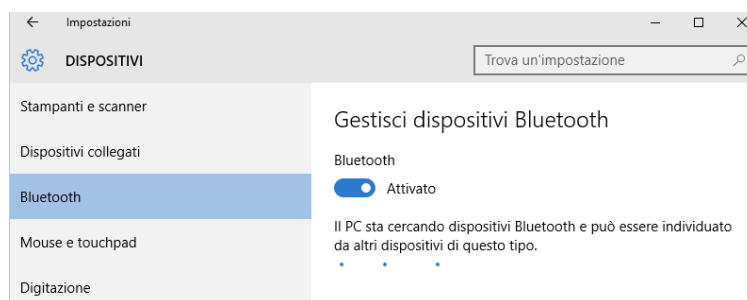 Impostazioni
DISPOSITIVI
Trova un'impostazione
Stampanti e scanner
Dispositivi collegati
Bluetooth
Mouse e touchpad
Digitazione
Gestisci dispositivi Bluetooth
Bluetooth
Attivato
Il PC sta cercando dispositivi Bluetooth e può essere individuato
da altri dispositivi di questo tipo.